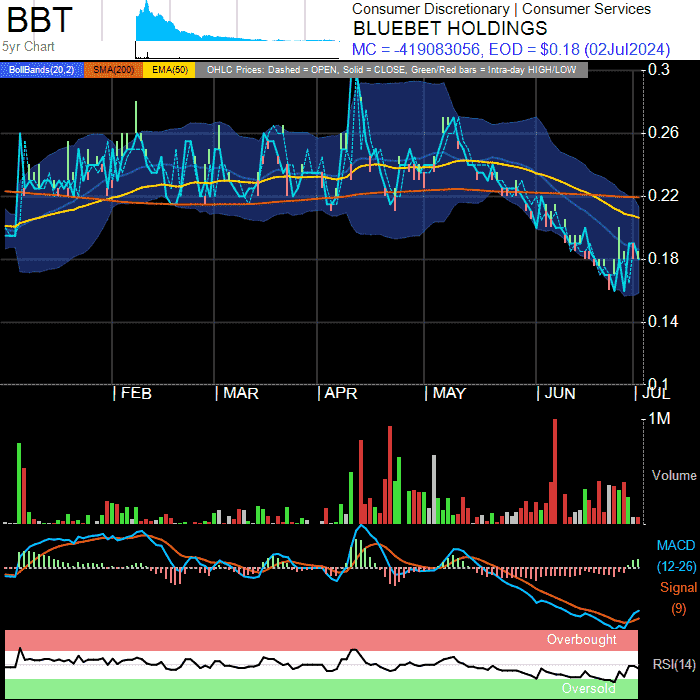 BBT
5yr Chart
Consumer Discretionary | Consumer Services
BLUEBET HOLDINGS
MC = -419083056, EOD = $0.18 (02Jul2024)
BollBands(20,2) SMA(200) EMA(50) OHLC Prices: Dashed = OPEN, Solid = CLOSE, Green/Red bars = Intra-day HIGH/LOW
0.3
0.26
0.22
0.18
0.14
0.1
FEB MAR APR MAY JUN JUL
1M
Volume
MACD
(12-26)
Signal
(9)
Overbought
RSI(14)
Oversold